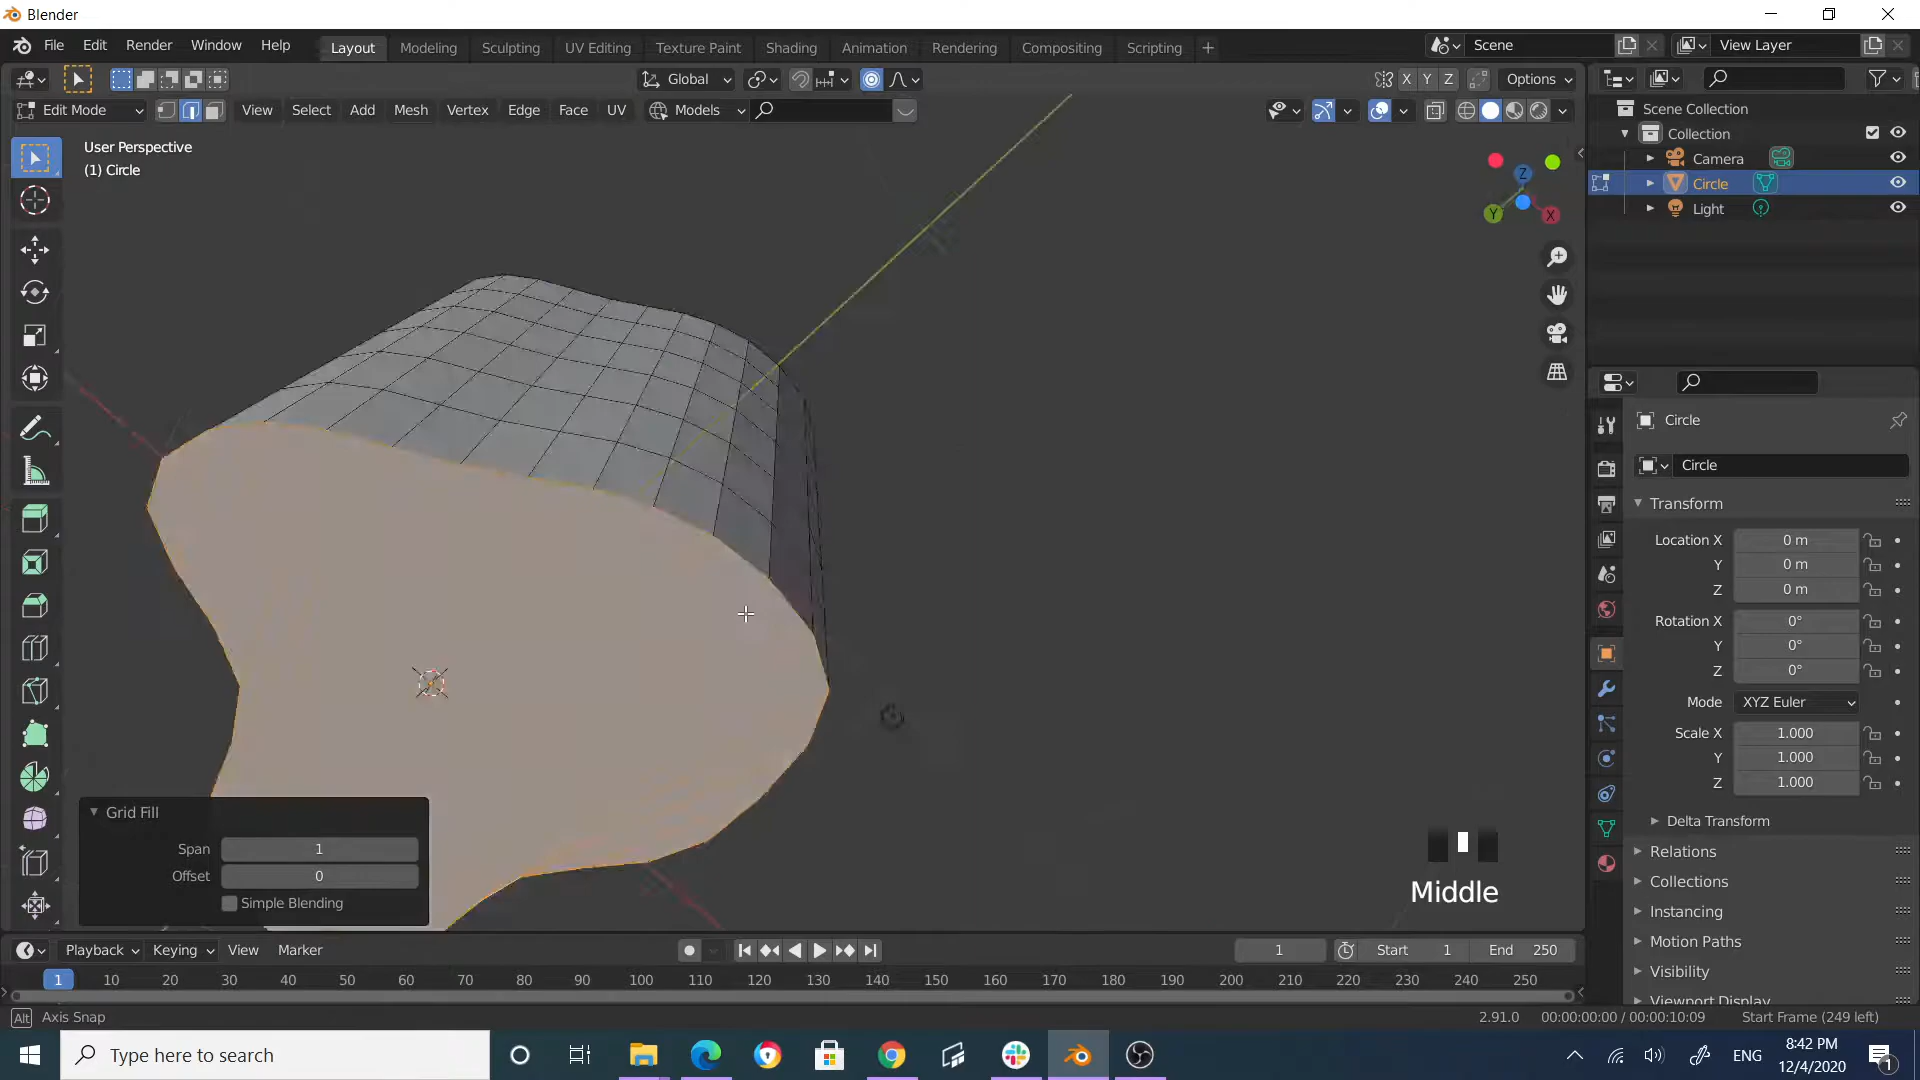 Blender
File Edit Render Window Help
Layout Modeling Sculpting UV Editing Texture Paint Shading Animation Rendering Compositing Scripting +
Scene
View Layer
Global
X Y Z
Options
Edit Mode
View Select Add Mesh Vertex Edge Face UV
Models
User Perspective
(1) Circle
Z
Y
X
Scene Collection
Collection
Camera
Circle
Light
Circle
Circle
Transform
Location X 0 m
Y 0 m
Z 0 m
Rotation X 0°
Y 0°
Z 0°
Mode XYZ Euler
Scale X 1.000
Y 1.000
Z 1.000
Delta Transform
Relations
Collections
Instancing
Motion Paths
Visibility
Viewport Display
Grid Fill
Span 1
Offset 0
Simple Blending
Middle
Playback Keying View Marker
1
Start 1
End 250
1 10 20 30 40 50 60 70 80 90 100 110 120 130 140 150 160 170 180 190 200 210 220 230 240 250
Alt Axis Snap
2.91.0 00:00:00:00 / 00:00:10:09 Start Frame (249 left)
Type here to search
ENG
8:42 PM
12/4/2020
1